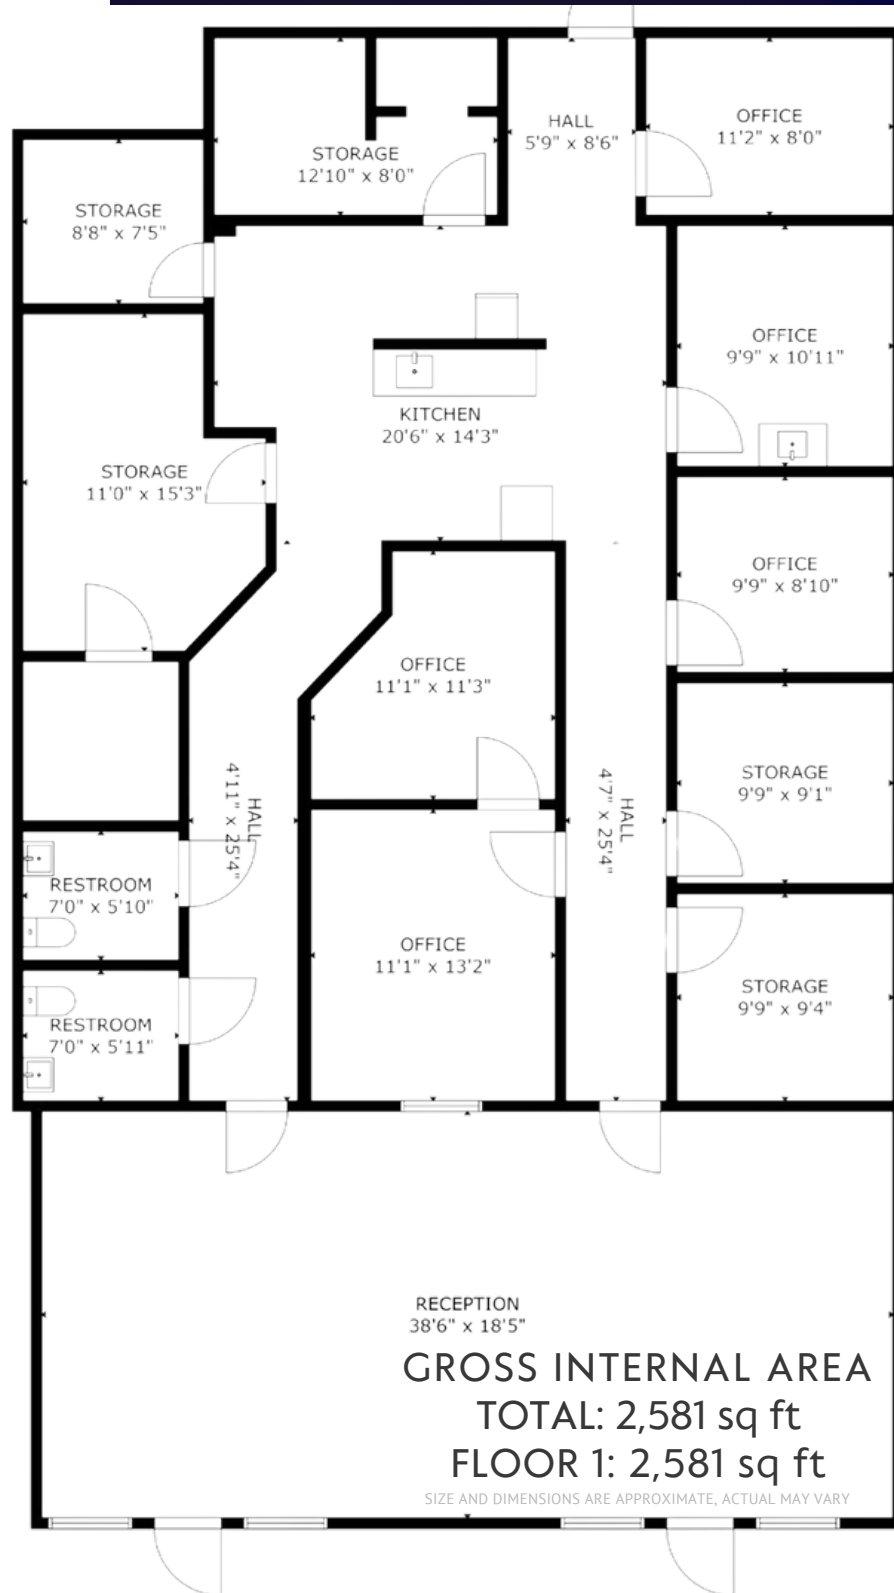 HALL
5'9" x 8'6"
OFFICE
11'2" x 8'0"
STORAGE
12'10" x 8'0"
STORAGE
8'8" x 7'5"
OFFICE
9'9" x 10'11"
KITCHEN
20'6" x 14'3"
STORAGE
11'0" x 15'3"
OFFICE
9'9" x 8'10"
OFFICE
11'1" x 11'3"
STORAGE
9'9" x 9'1"
HALL
4'11" x 25'4"
HALL
4'7" x 25'4"
RESTROOM
7'0" x 5'10"
OFFICE
11'1" x 13'2"
STORAGE
9'9" x 9'4"
RESTROOM
7'0" x 5'11"
RECEPTION
38'6" x 18'5"
GROSS INTERNAL AREA
TOTAL: 2,581 sq ft
FLOOR 1: 2,581 sq ft
SIZE AND DIMENSIONS ARE APPROXIMATE, ACTUAL MAY VARY